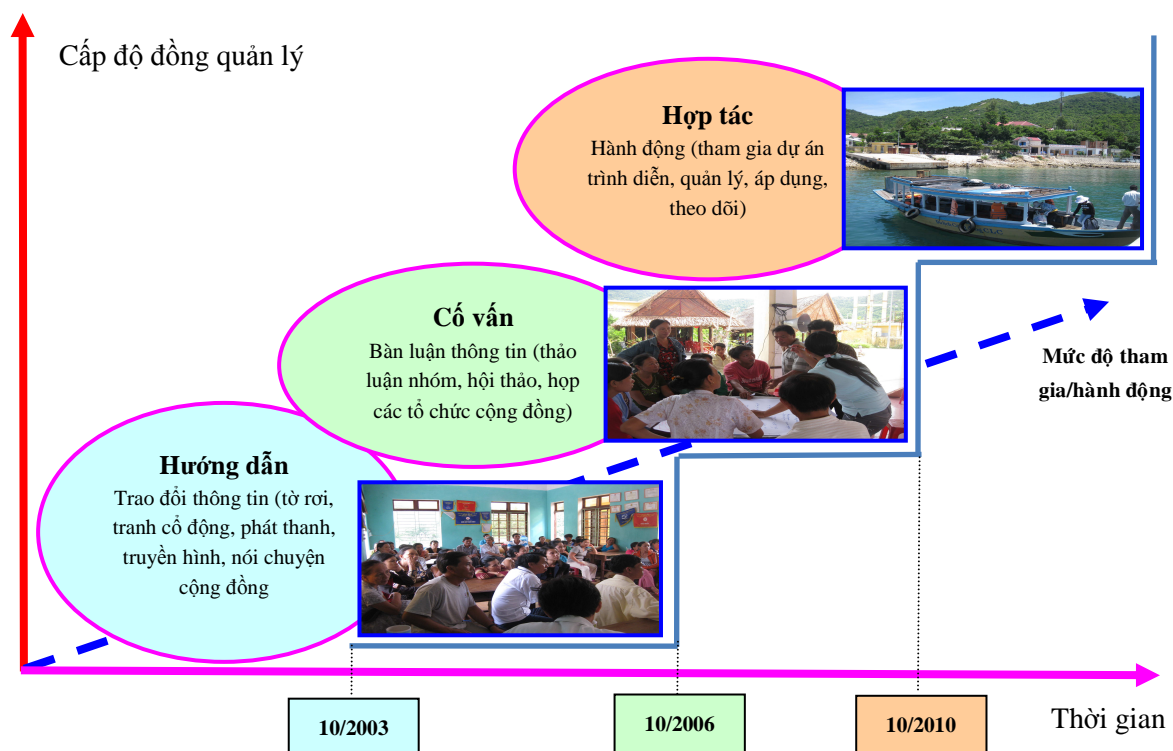 Cấp độ đồng quản lý
Hợp tác
Hành động (tham gia dự án
trình diễn, quản lý, áp dụng,
theo dõi)
Cố vấn
Bàn luận thông tin (thảo
luận nhóm, hội thảo, họp
các tổ chức cộng đồng)
Mức độ tham
gia/hành động
Hướng dẫn
Trao đổi thông tin (tờ rơi,
tranh cổ động, phát thanh,
truyền hình, nói chuyện
cộng đồng
10/2003
10/2006
10/2010
Thời gian